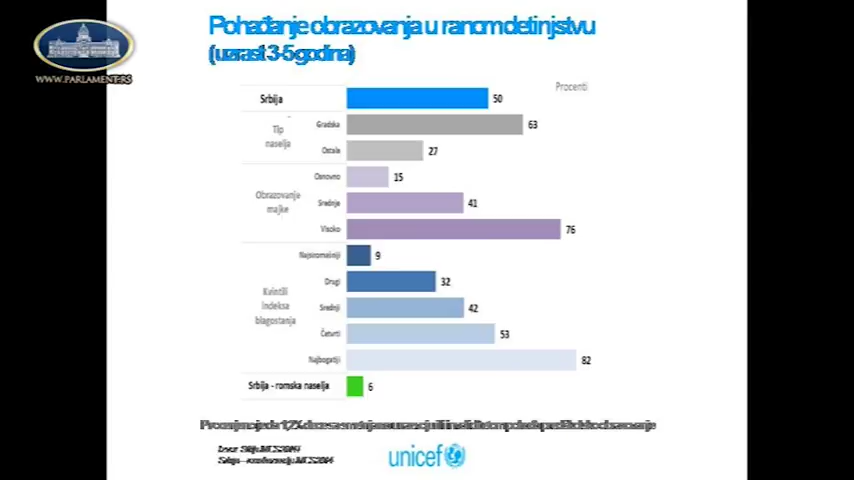 Pohađanje obrazovanja u ranom detinjstvu
(uzrast 3-5 godina)
WWW.PARLAMENT.RS
Procenti
Srbija 50
Tip naselja
Gradska 63
Ostala 27
Obrazovanje majke
Osnovno 15
Srednje 41
Visoko 76
Kvintili indeksa blagostanja
Najsiromašniji 9
Drugi 32
Srednji 42
Četvrti 53
Najbogatiji 82
Srbija - romska naselja 6
unicef